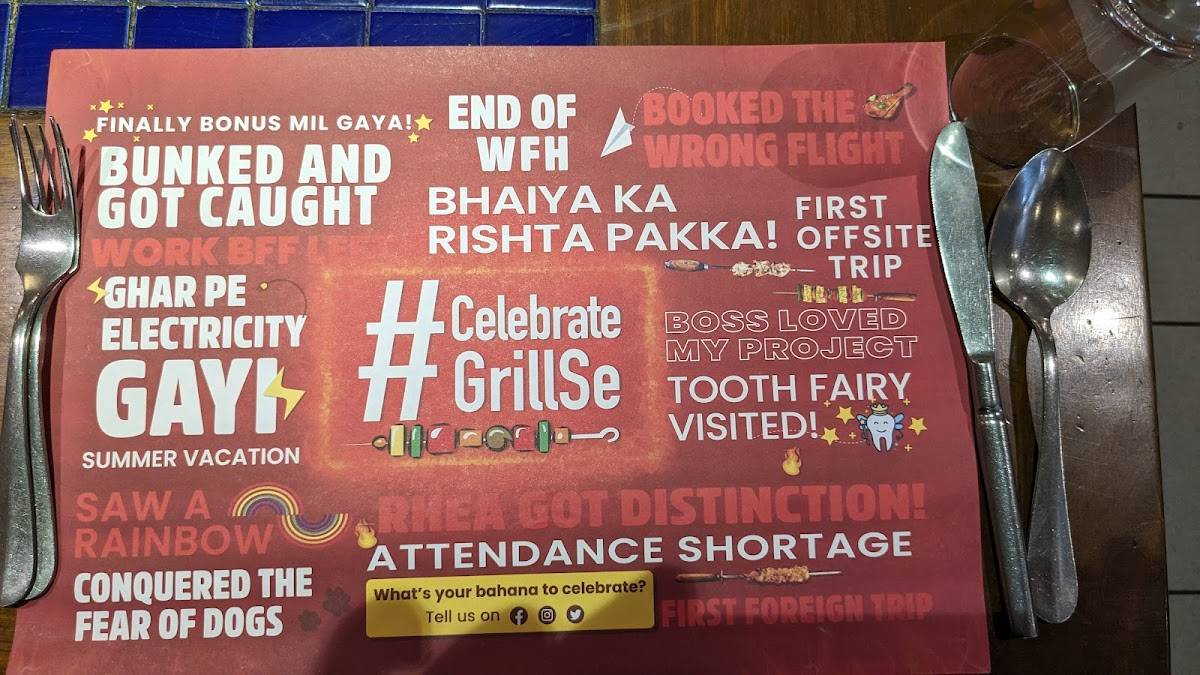 FINALLY BONUS MIL GAYA!
BUNKED AND
GOT CAUGHT
WORK BFF LEFT
GHAR PE
ELECTRICITY
GAYI
SUMMER VACATION
SAW A
RAINBOW
CONQUERED THE
FEAR OF DOGS
END OF
WFH
BOOKED THE
WRONG FLIGHT
BHAIYA KA
RISHTA PAKKA!
FIRST
OFFSITE
TRIP
#Celebrate
GrillSe
BOSS LOVED
MY PROJECT
TOOTH FAIRY
VISITED!
RHEA GOT DISTINCTION!
ATTENDANCE SHORTAGE
What's your bahana to celebrate?
Tell us on
FIRST FOREIGN TRIP